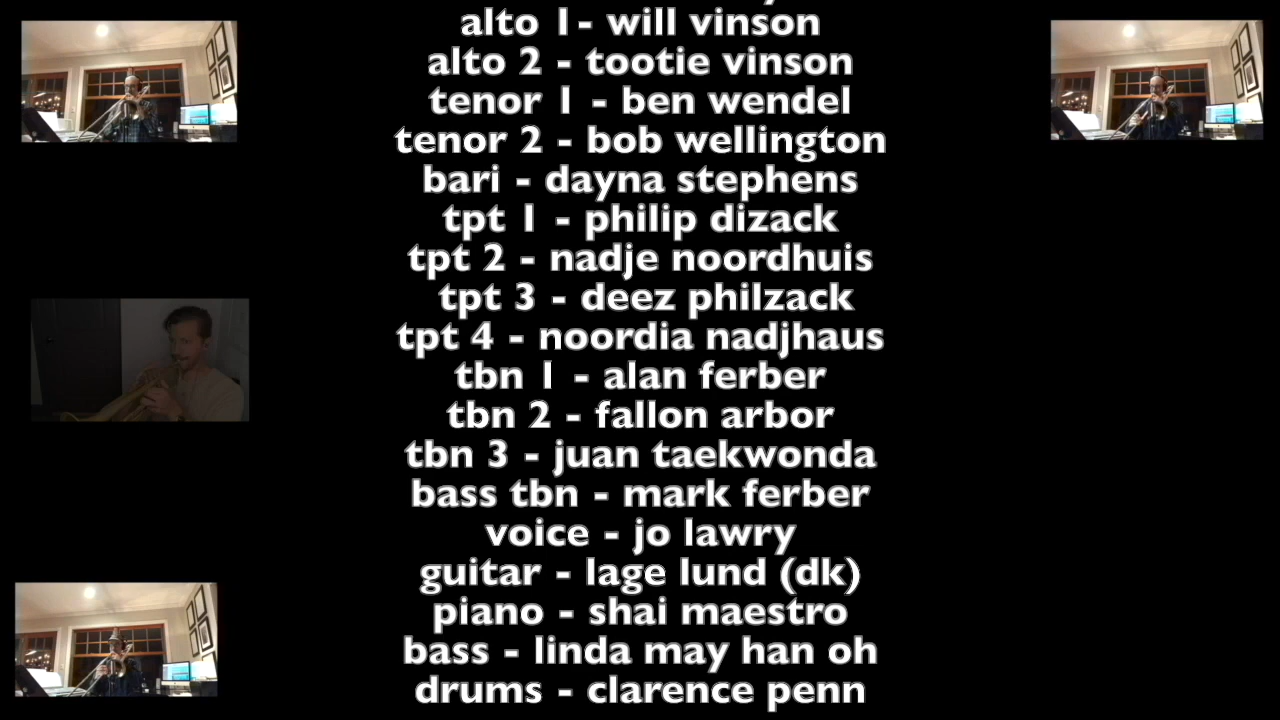 alto 1- will vinson
alto 2 - tootie vinson
tenor 1 - ben wendel
tenor 2 - bob wellington
bari - dayna stephens
tpt 1 - philip dizack
tpt 2 - nadje noordhuis
tpt 3 - deez philzack
tpt 4 - noordia nadjhaus
tbn 1 - alan ferber
tbn 2 - fallon arbor
tbn 3 - juan taekwonda
bass tbn - mark ferber
voice - jo lawry
guitar - lage lund (dk)
piano - shai maestro
bass - linda may han oh
drums - clarence penn